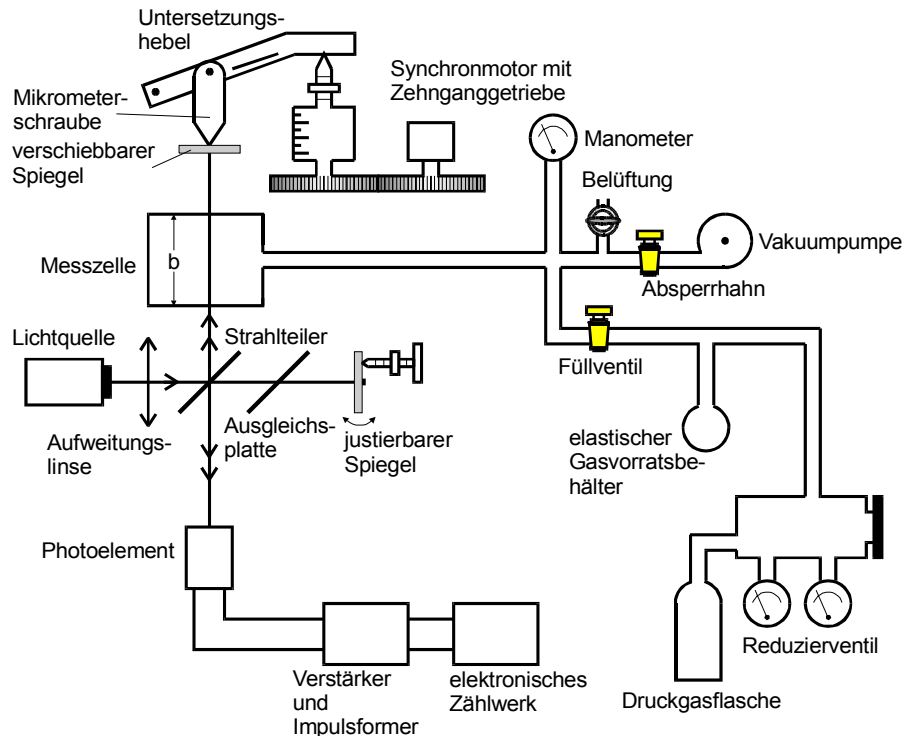 Untersetzungs-
hebel
Synchronmotor mit
Zehnganggetriebe
Mikrometer-
schraube
verschiebbarer
Spiegel
Manometer
Belüftung
Vakuumpumpe
Messzelle
b
Absperrhahn
Lichtquelle
Strahlteiler
Füllventil
Aufweitungs-
linse
Ausgleichs-
platte
justierbarer
Spiegel
elastischer
Gasvorratsbe-
hälter
Photoelement
Reduzierventil
Verstärker
und
Impulsformer
elektronisches
Zählwerk
Druckgasflasche